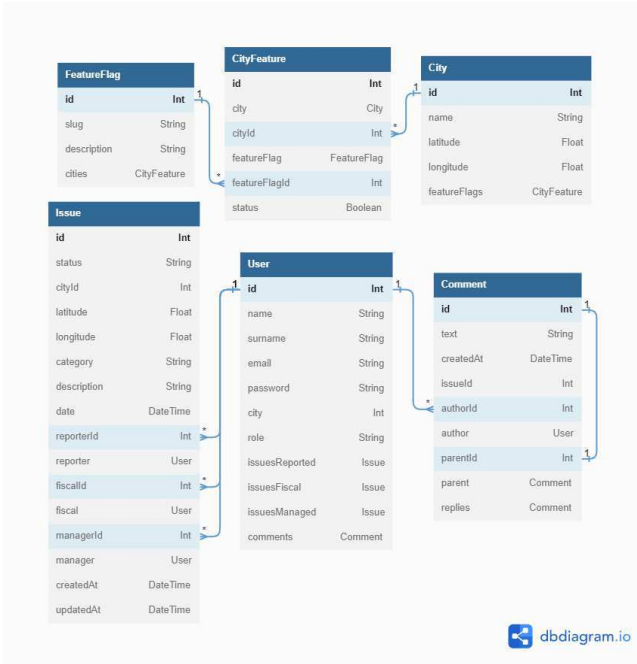 FeatureFlag
id Int
slug String
description String
cities CityFeature
CityFeature
id Int
city City
cityId Int
featureFlag FeatureFlag
featureFlagId Int
status Boolean
City
id Int
name String
latitude Float
longitude Float
featureFlags CityFeature
1
*
1
*
Issue
id Int
status String
cityId Int
latitude Float
longitude Float
category String
description String
date DateTime
reporterId Int
reporter User
fiscalId Int
fiscal User
managerId Int
manager User
createdAt DateTime
updatedAt DateTime
*
*
*
1
User
id Int
name String
surname String
email String
password String
city Int
role String
issuesReported Issue
issuesFiscal Issue
issuesManaged Issue
comments Comment
1
*
Comment
id Int
text String
createdAt DateTime
issueId Int
authorId Int
author User
parentId Int
parent Comment
replies Comment
1
1
dbdiagram.io